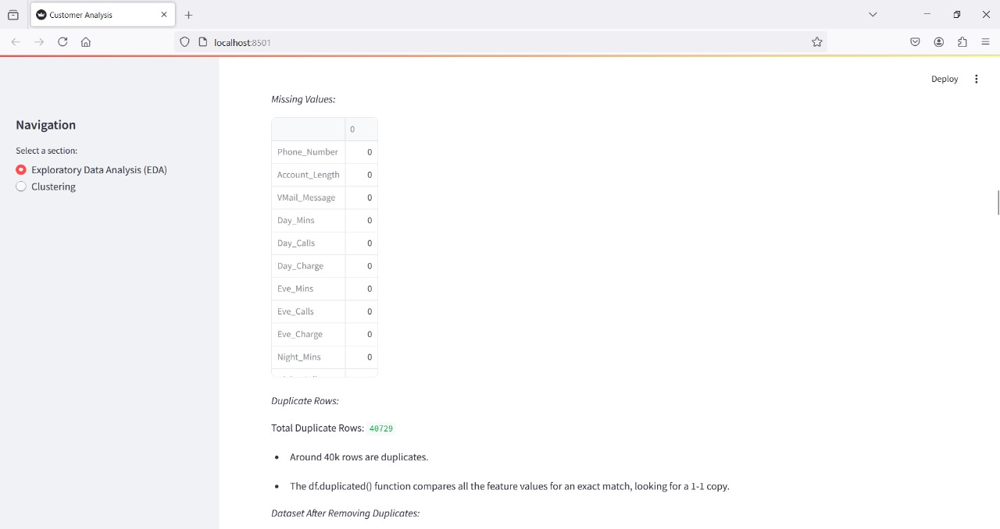 Customer Analysis
localhost:8501
Deploy
Navigation
Select a section:
Exploratory Data Analysis (EDA)
Clustering
Missing Values:
0
Phone_Number 0
Account_Length 0
VMail_Message 0
Day_Mins 0
Day_Calls 0
Day_Charge 0
Eve_Mins 0
Eve_Calls 0
Eve_Charge 0
Night_Mins 0
Duplicate Rows:
Total Duplicate Rows: 40729
• Around 40k rows are duplicates.
• The df.duplicated() function compares all the feature values for an exact match, looking for a 1-1 copy.
Dataset After Removing Duplicates: